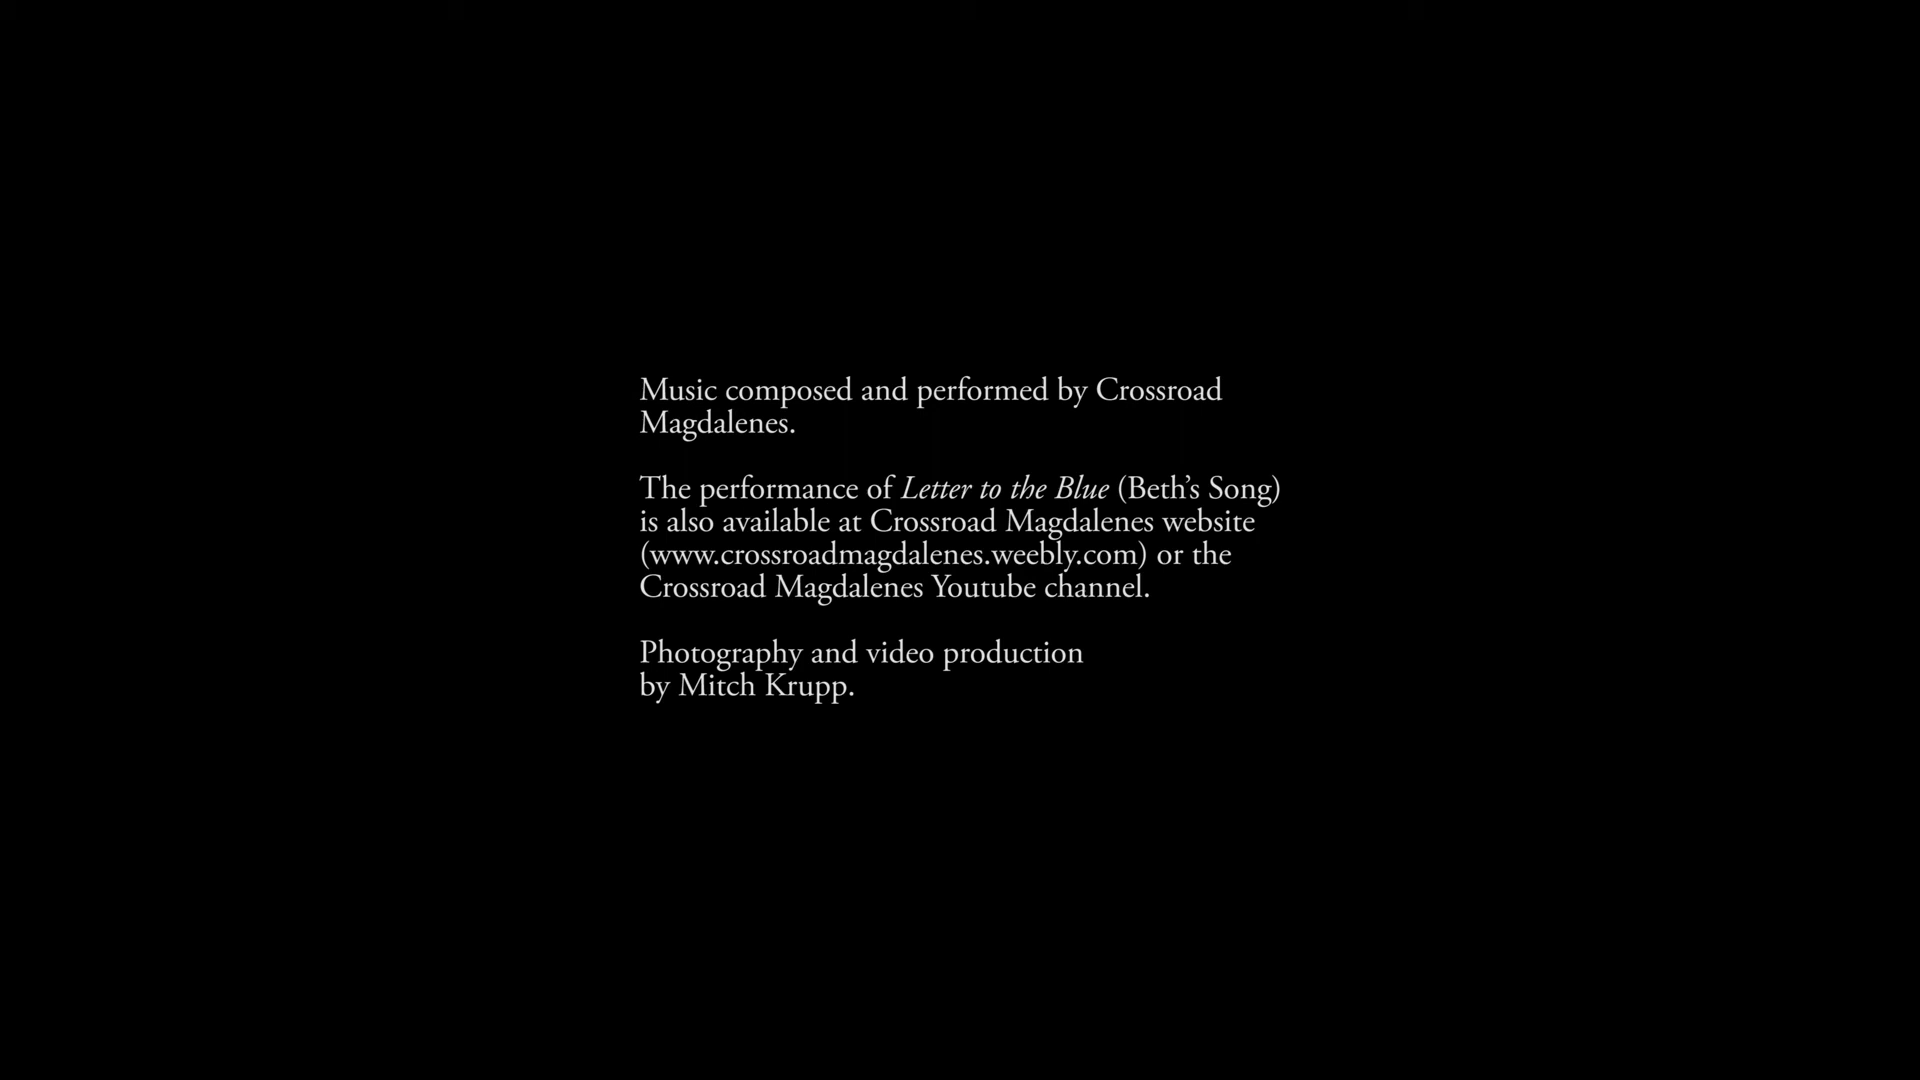 Music composed and performed by Crossroad
Magdalenes.
The performance of Letter to the Blue (Beth’s Song)
is also available at Crossroad Magdalenes website
(www.crossroadmagdalenes.weebly.com) or the
Crossroad Magdalenes Youtube channel.
Photography and video production
by Mitch Krupp.